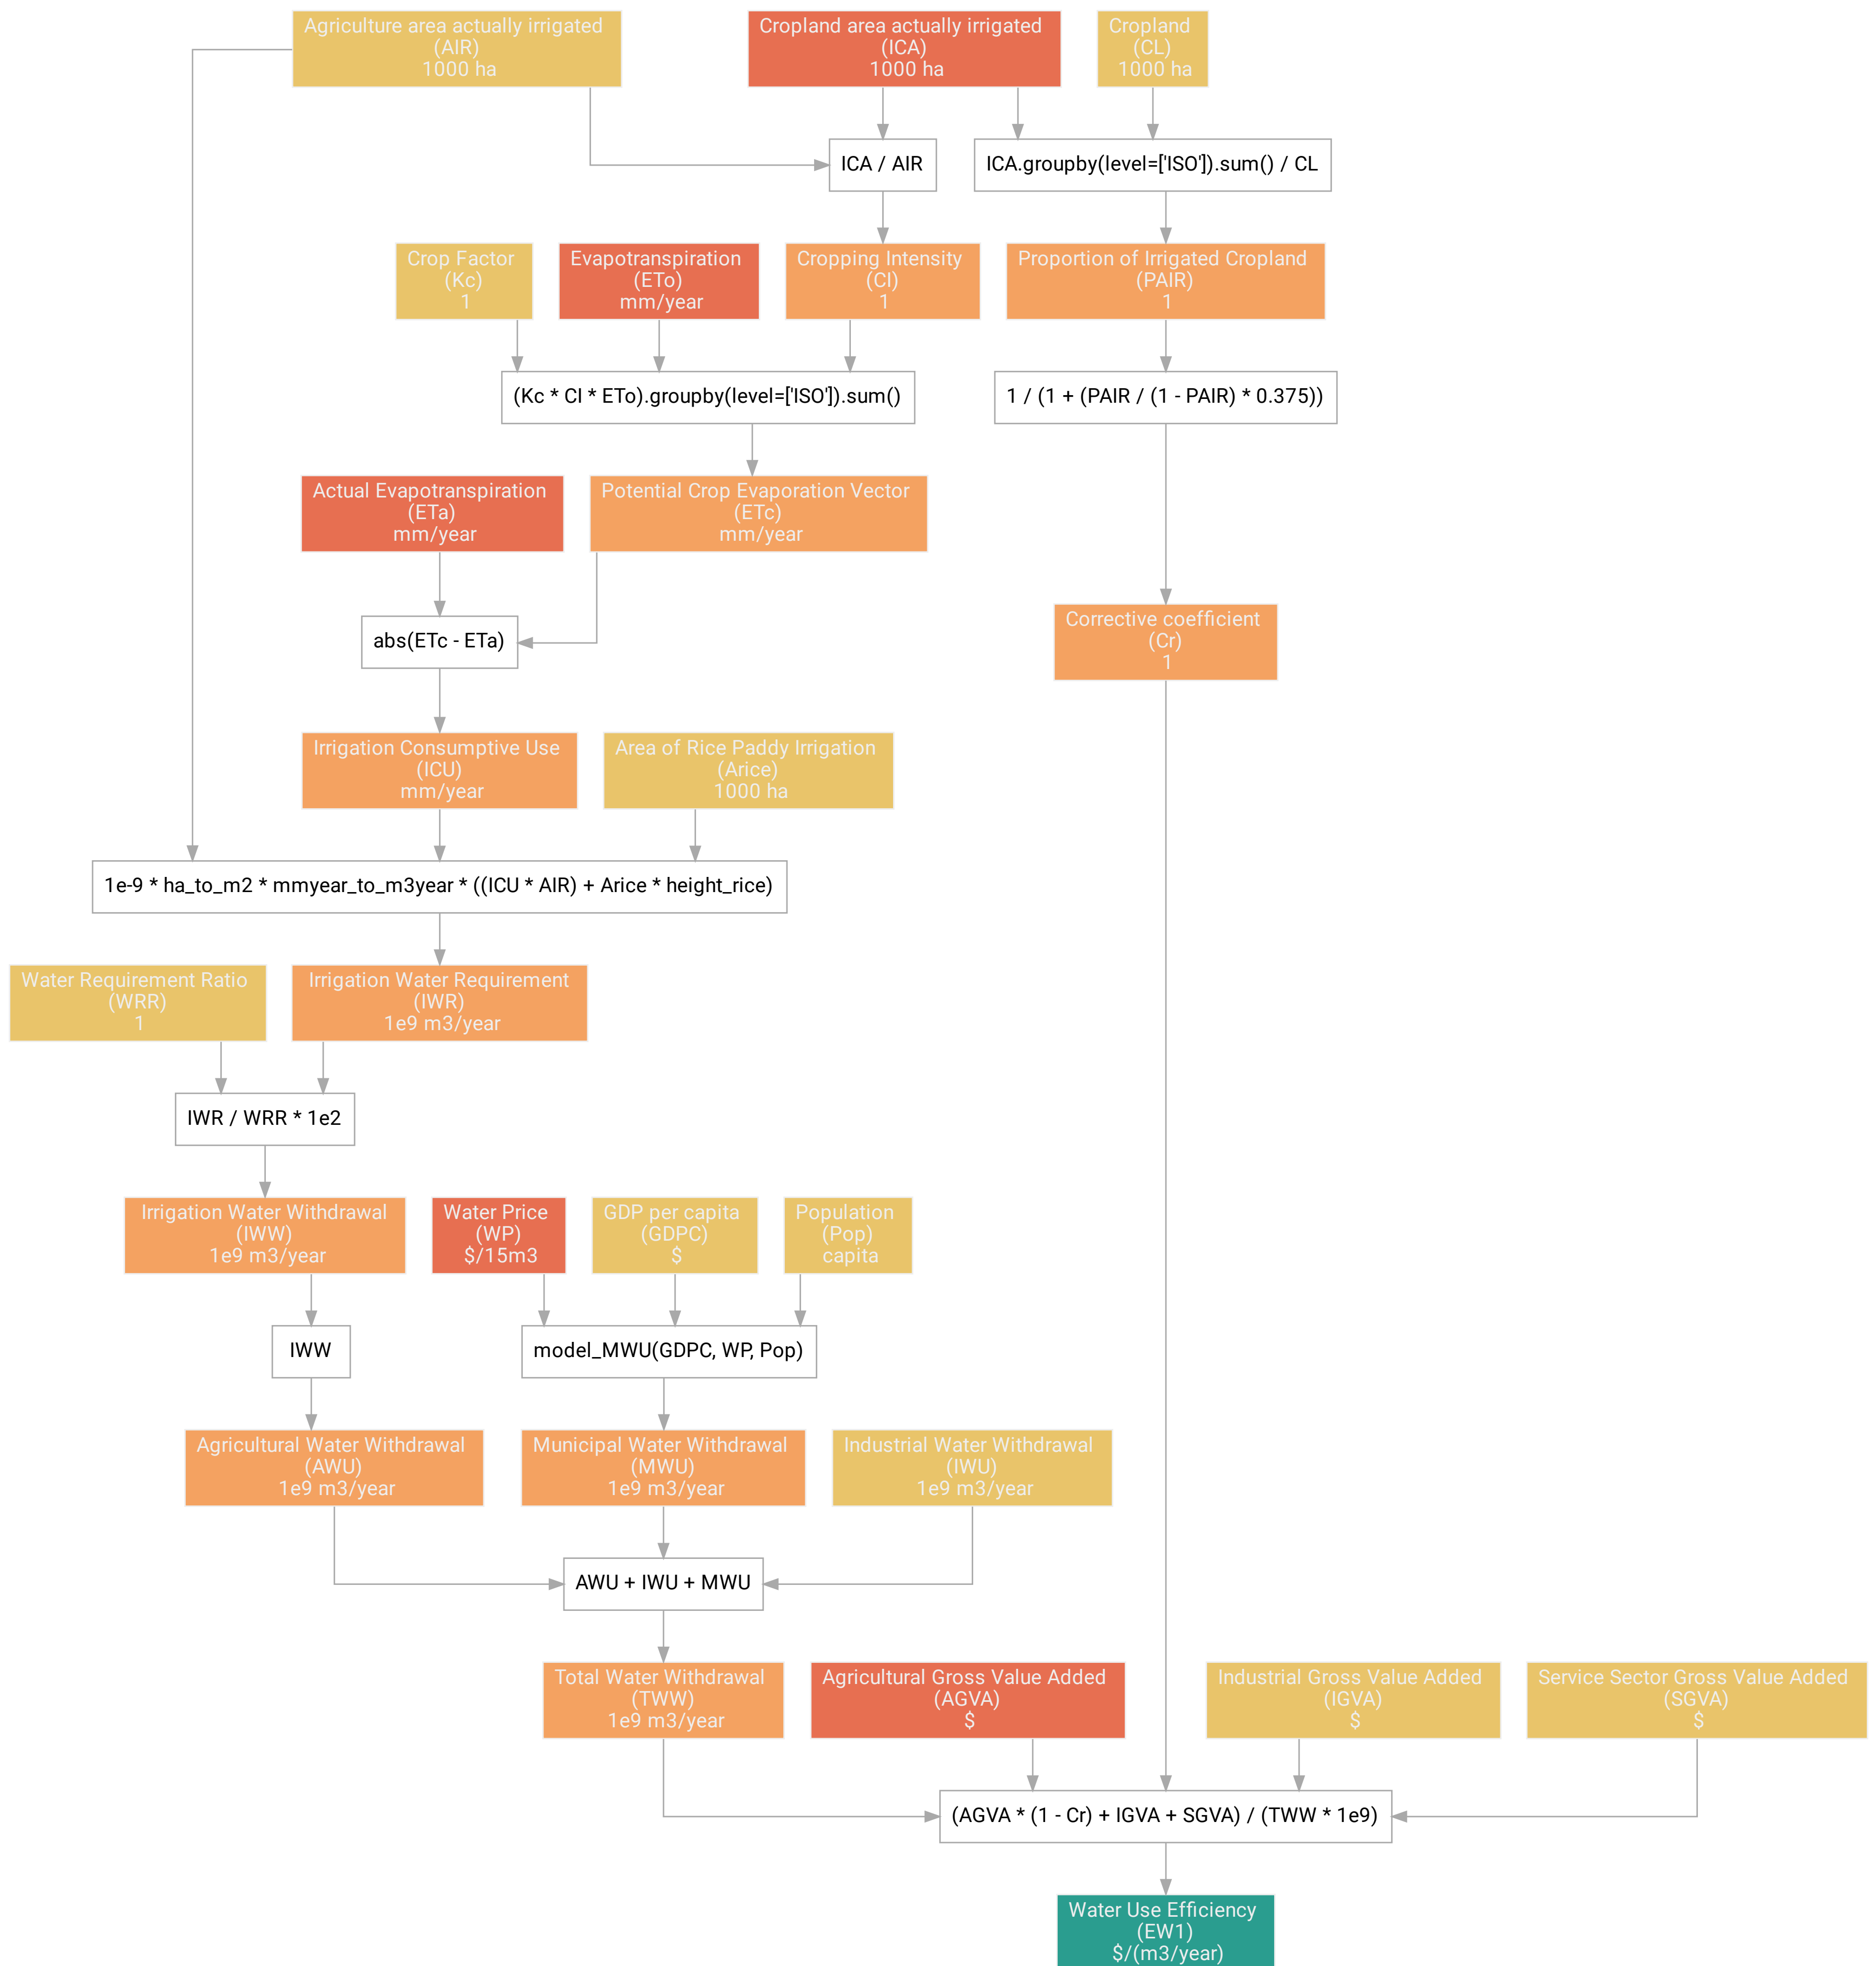 Agriculture area actually irrigated
(AIR)
1000 ha
Cropland area actually irrigated
(ICA)
1000 ha
Cropland
(CL)
1000 ha
ICA / AIR
ICA.groupby(level=['ISO']).sum() / CL
Crop Factor
(Kc)
1
Evapotranspiration
(ETo)
mm/year
Cropping Intensity
(CI)
1
Proportion of Irrigated Cropland
(PAIR)
1
(Kc * CI * ETo).groupby(level=['ISO']).sum()
1 / (1 + (PAIR / (1 - PAIR) * 0.375))
Actual Evapotranspiration
(ETa)
mm/year
Potential Crop Evaporation Vector
(ETc)
mm/year
abs(ETc - ETa)
Corrective coefficient
(Cr)
1
Irrigation Consumptive Use
(ICU)
mm/year
Area of Rice Paddy Irrigation
(Arice)
1000 ha
1e-9 * ha_to_m2 * mmyear_to_m3year * ((ICU * AIR) + Arice * height_rice)
Water Requirement Ratio
(WRR)
1
Irrigation Water Requirement
(IWR)
1e9 m3/year
IWR / WRR * 1e2
Irrigation Water Withdrawal
(IWW)
1e9 m3/year
Water Price
(WP)
$/15m3
GDP per capita
(GDPC)
$
Population
(Pop)
capita
IWW
model_MWU(GDPC, WP, Pop)
Agricultural Water Withdrawal
(AWU)
1e9 m3/year
Municipal Water Withdrawal
(MWU)
1e9 m3/year
Industrial Water Withdrawal
(IWU)
1e9 m3/year
AWU + IWU + MWU
Total Water Withdrawal
(TWW)
1e9 m3/year
Agricultural Gross Value Added
(AGVA)
$
Industrial Gross Value Added
(IGVA)
$
Service Sector Gross Value Added
(SGVA)
$
(AGVA * (1 - Cr) + IGVA + SGVA) / (TWW * 1e9)
Water Use Efficiency
(EW1)
$/(m3/year)